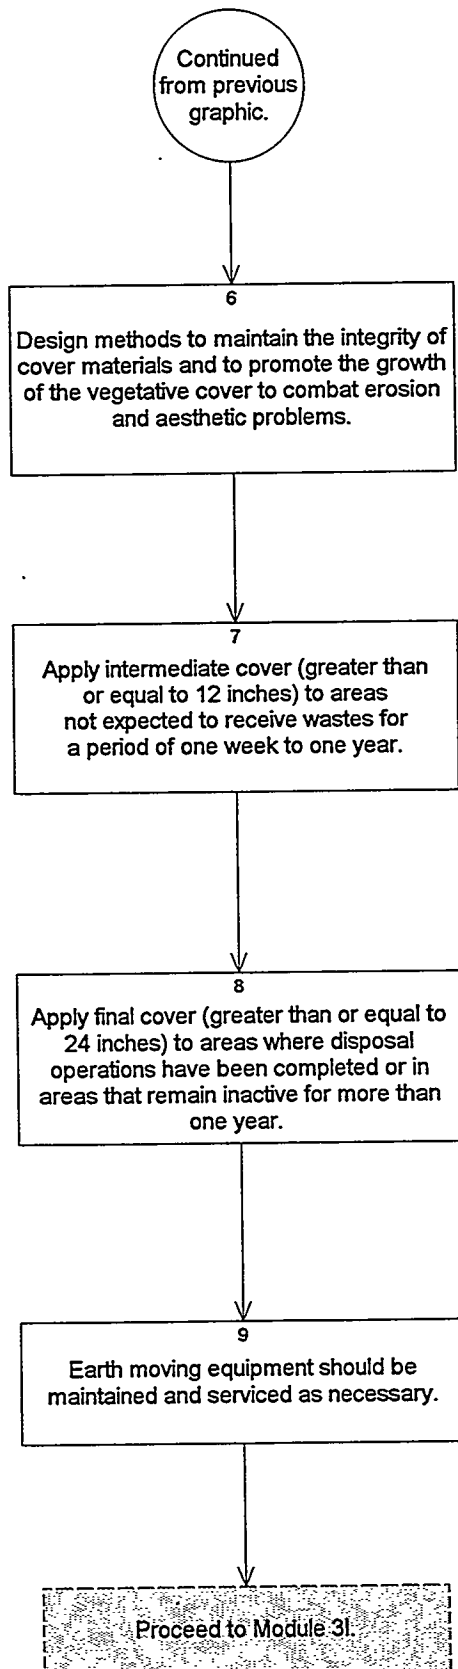 Continued
from previous
graphic.
6
Design methods to maintain the integrity of
cover materials and to promote the growth
of the vegetative cover to combat erosion
and aesthetic problems.
7
Apply intermediate cover (greater than
or equal to 12 inches) to areas
not expected to receive wastes for
a period of one week to one year.
8
Apply final cover (greater than or equal to
24 inches) to areas where disposal
operations have been completed or in
areas that remain inactive for more than
one year.
9
Earth moving equipment should be
maintained and serviced as necessary.
Proceed to Module 3I.